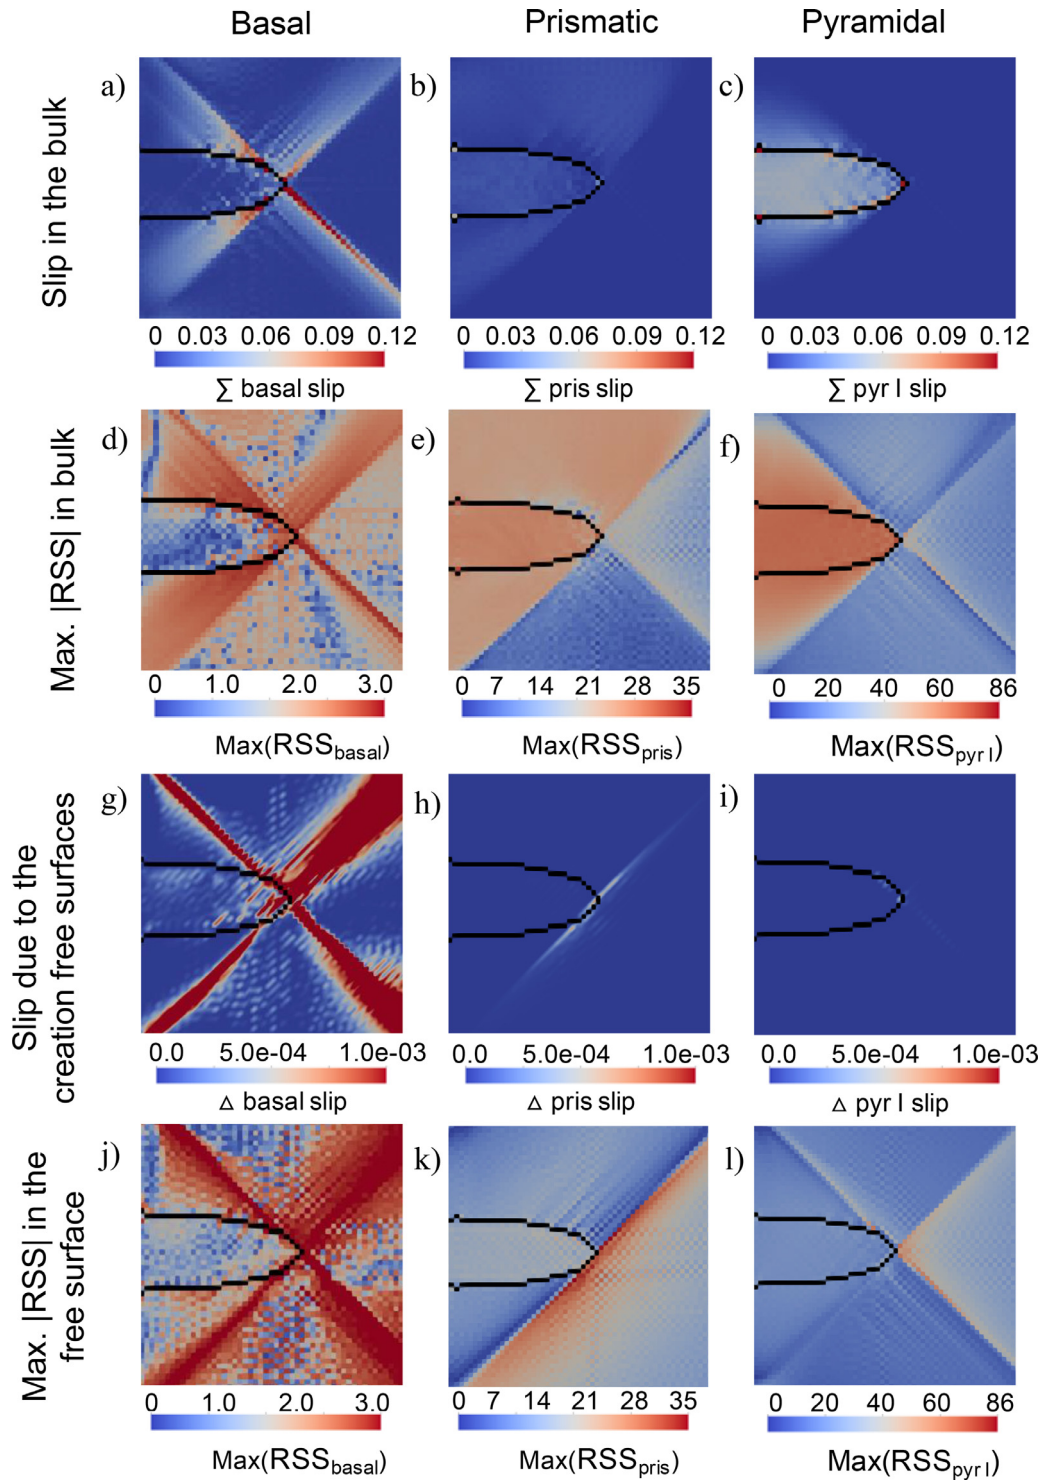 Basal Prismatic Pyramidal
Slip in the bulk
a) b) c)
0 0.03 0.06 0.09 0.12 0 0.03 0.06 0.09 0.12 0 0.03 0.06 0.09 0.12
∑ basal slip ∑ pris slip ∑ pyr I slip
Max. |RSS| in bulk
d) e) f)
0 1.0 2.0 3.0 0 7 14 21 28 35 0 20 40 60 86
Max(RSSbasal) Max(RSSpris) Max(RSSpyr I)
Slip due to the
creation free surfaces
g) h) i)
0.0 5.0e-04 1.0e-03 0.0 5.0e-04 1.0e-03 0.0 5.0e-04 1.0e-03
△ basal slip △ pris slip △ pyr I slip
Max. |RSS| in the
free surface
j) k) l)
0 1.0 2.0 3.0 0 7 14 21 28 35 0 20 40 60 86
Max(RSSbasal) Max(RSSpris) Max(RSSpyr I)